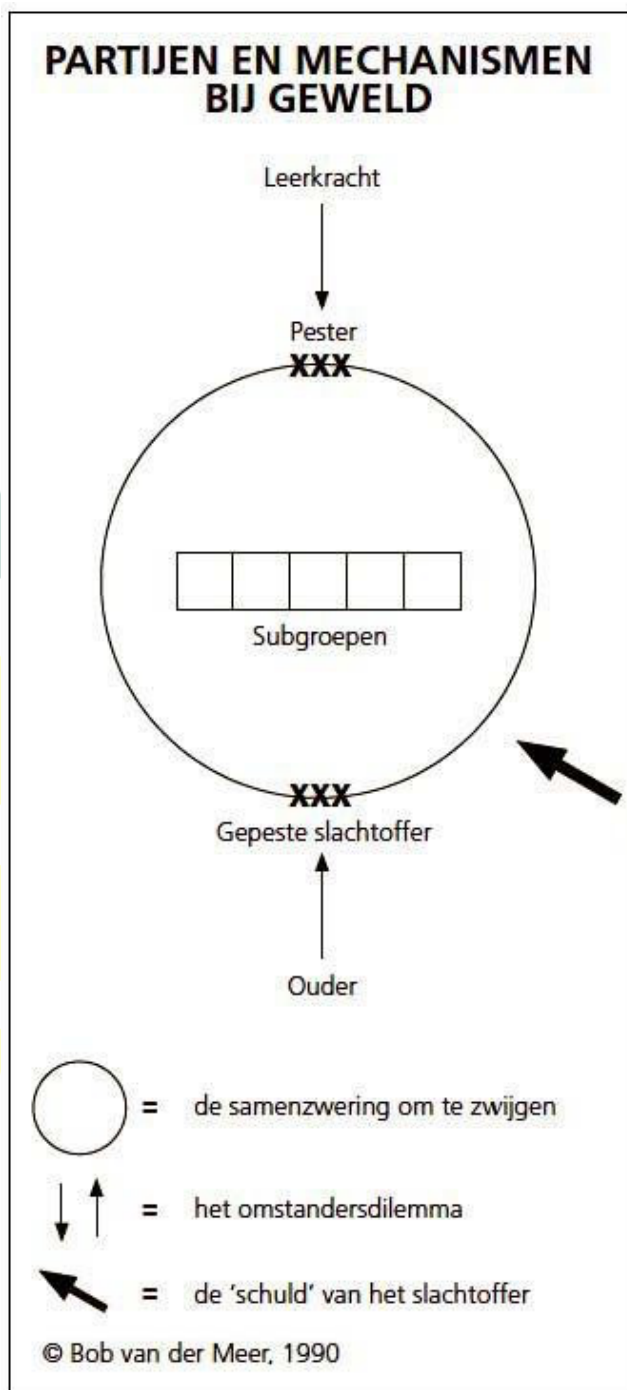 PARTIJEN EN MECHANISMEN
BIJ GEWELD
Leerkracht
Pester
XXX
Subgroepen
XXX
Gepeste slachtoffer
Ouder
= de samenzwering om te zwijgen
= het omstandersdilemma
= de ‘schuld’ van het slachtoffer
© Bob van der Meer, 1990